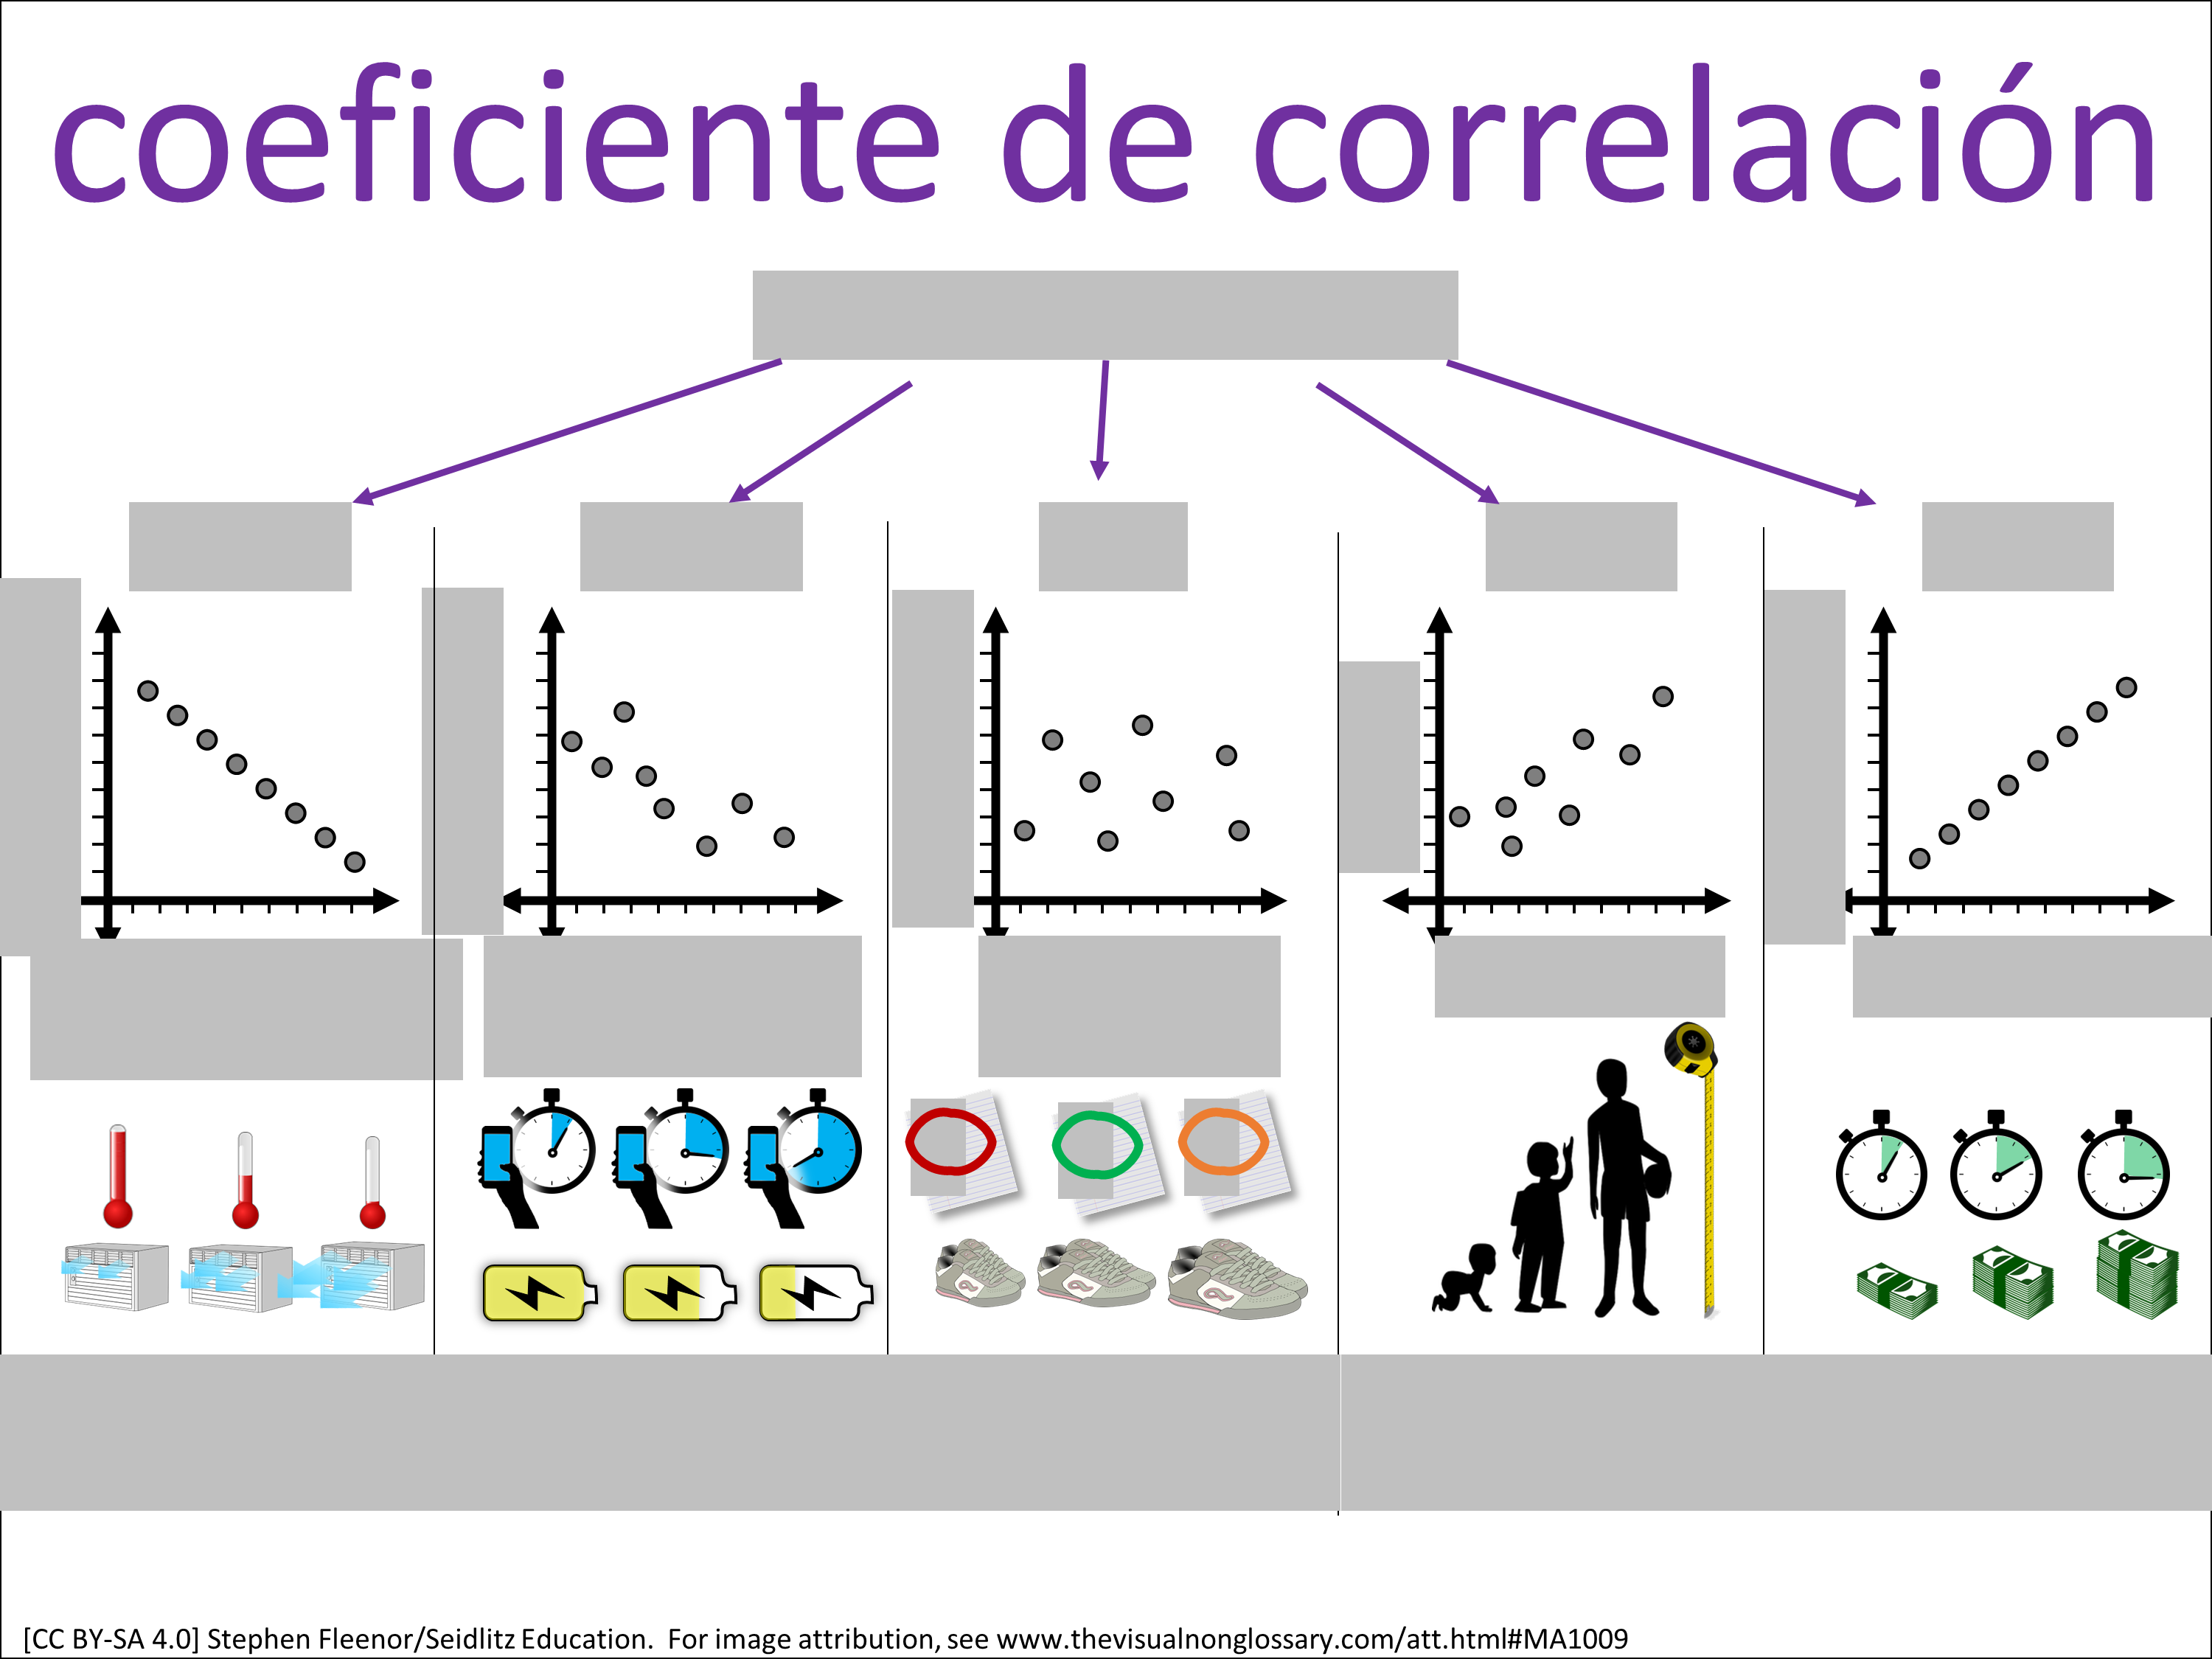 coeficiente de correlación
[CC BY-SA 4.0] Stephen Fleenor/Seidlitz Education.  For image attribution, see www.thevisualnonglossary.com/att.html#MA1009